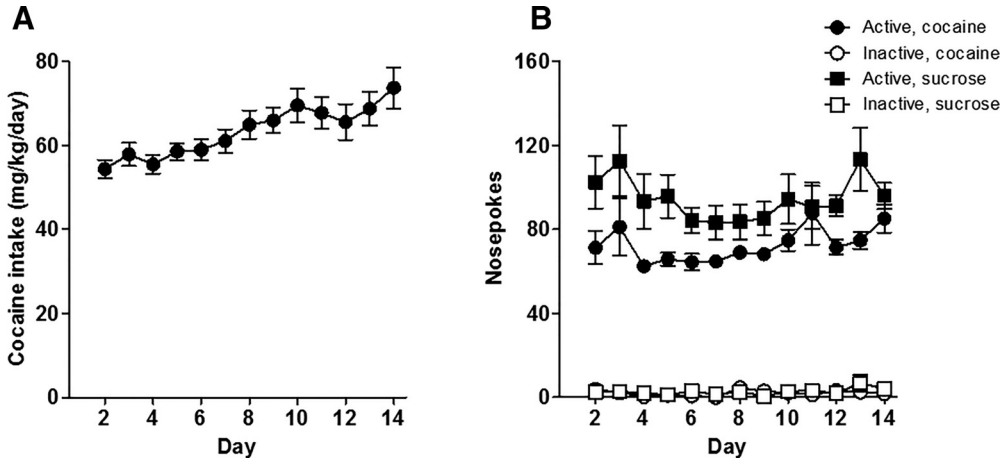 A
B
Active, cocaine
Inactive, cocaine
Active, sucrose
Inactive, sucrose
Cocaine intake (mg/kg/day)
80
60
40
20
0
2 4 6 8 10 12 14
Day
Nosepokes
160
120
80
40
0
2 4 6 8 10 12 14
Day